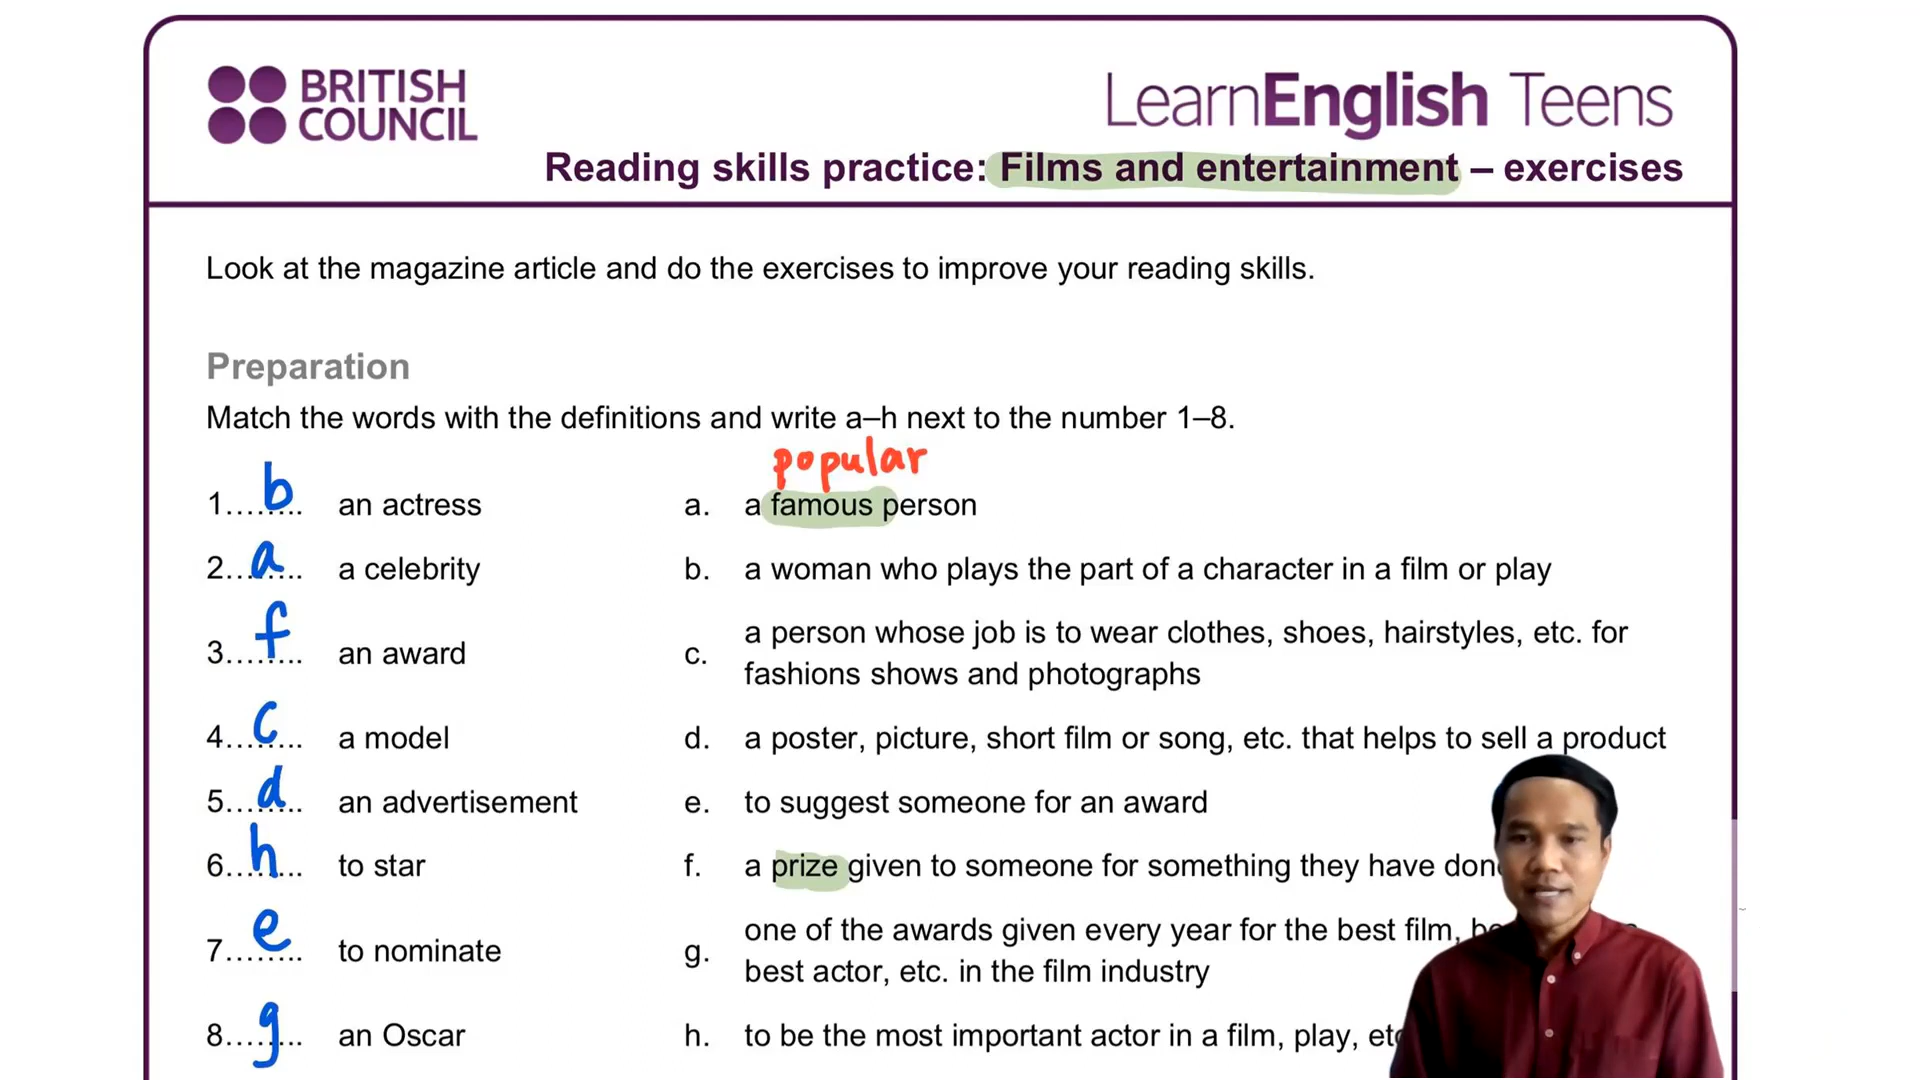 BRITISH
COUNCIL
LearnEnglish Teens
Reading skills practice: Films and entertainment – exercises
Look at the magazine article and do the exercises to improve your reading skills.
Preparation
Match the words with the definitions and write a–h next to the number 1–8.
popular
1........ b an actress a. a famous person
2........ a a celebrity b. a woman who plays the part of a character in a film or play
3........ f an award c. a person whose job is to wear clothes, shoes, hairstyles, etc. for
fashions shows and photographs
4........ c a model d. a poster, picture, short film or song, etc. that helps to sell a product
5........ d an advertisement e. to suggest someone for an award
6........ h to star f. a prize given to someone for something they have
7........ e to nominate g. one of the awards given every year for the best film,
best actor, etc. in the film industry
8........ g an Oscar h. to be the most important actor in a film, play,